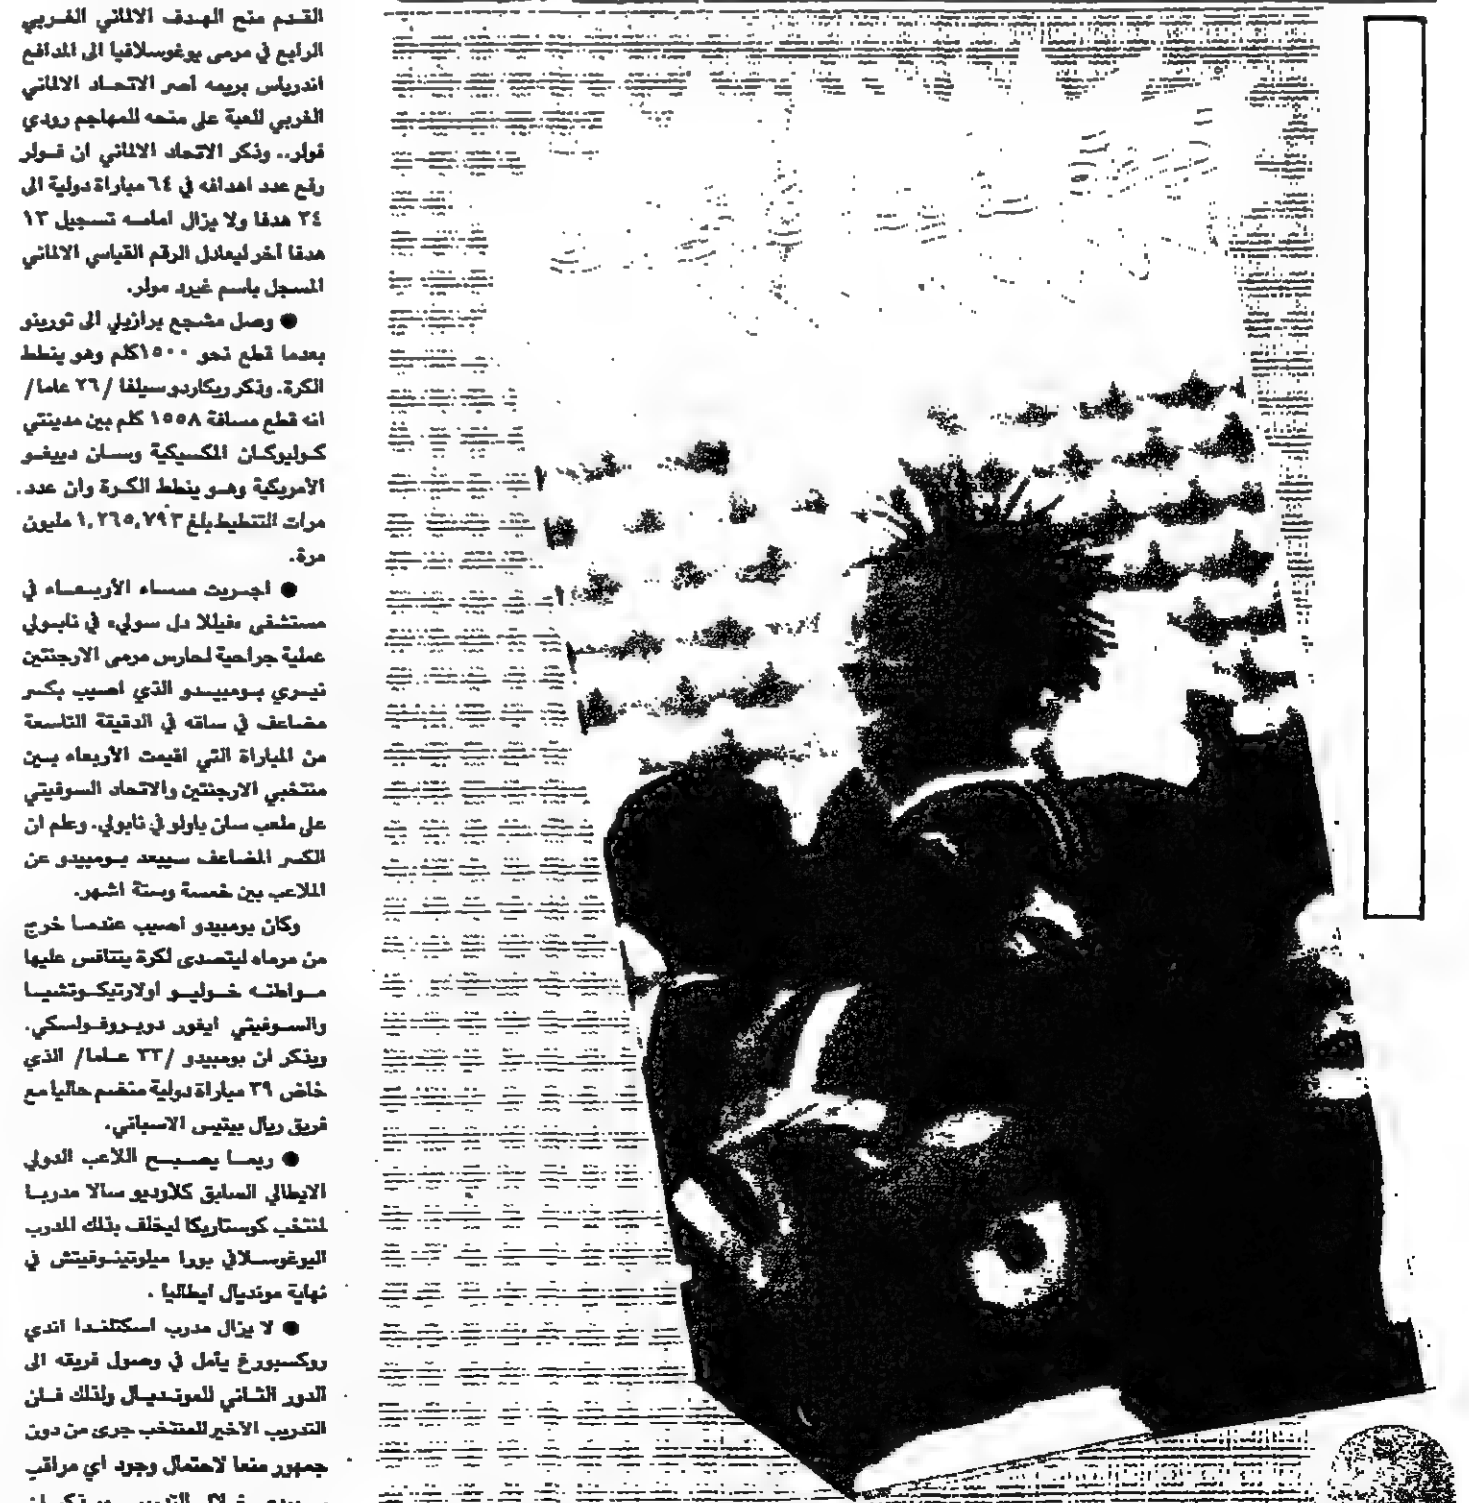 القدم منح الهدف الالماني الغربي
الرابع في مرمى يوغوسلافيا الى المدافع
اندرياس بريمه أصر الاتحاد الالماني
الغربي للعبة على منحه للمهاجم رودي
فولر.. وذكر الاتحاد الالماني ان فولر
رفع عدد اهدافه في ٦٤ مباراة دولية الى
٣٤ هدفا ولا يزال امامه تسجيل ١٣
هدفا آخر ليعادل الرقم القياسي الالماني
المسجل باسم غيرد مولر.
● وصل مشجع برازيلي الى تورينو
بعدما قطع نحو ١٥٠٠كلم وهو ينطط
الكرة. وذكر ريكاردو سيلفا /٢٦ عاما/
انه قطع مسافة ١٥٥٨ كلم بين مدينتي
كوليوكان المكسيكية وسان دييغو
الأمريكية وهو ينطط الكرة وان عدد
مرات التنطيط بلغ ١,٢٦٥,٧٩٣ مليون
مرة.
● اجريت مساء الأربعاء في
مستشفى «فيللا دل سولي» في نابولي
عملية جراحية لحارس مرمى الارجنتين
نيري بومبيدو الذي اصيب بكسر
مضاعف في ساقه في الدقيقة التاسعة
من المباراة التي اقيمت الأربعاء بين
منتخبي الارجنتين والاتحاد السوفيتي
على ملعب سان باولو في نابولي. وعلم ان
الكسر المضاعف سيبعد بومبيدو عن
الملاعب بين خمسة وستة اشهر.
وكان بومبيدو اصيب عندما خرج
من مرماه ليتصدى لكرة يتنافس عليها
مواطنه خوليو اولارتيكوتشيا
والسوفيتي ايغور دوبروفولسكي.
ويذكر ان بومبيدو /٣٣ عاما/ الذي
خاض ٣٩ مباراة دولية منضم حاليا مع
فريق ريال بيتيس الاسباني.
● ربما يصبح اللاعب الدولي
الايطالي السابق كلاوديو سالا مدربا
لمنتخب كوستاريكا ليخلف بذلك المدرب
اليوغوسلافي بورا ميلوتينوفيتش في
نهاية مونديال ايطاليا .
● لا يزال مدرب اسكتلندا اندي
روكسبورغ يأمل في وصول فريقه الى
الدور الثاني للمونديال ولذلك فان
التدريب الاخير للمنتخب جرى من دون
جمهور منعا لاحتمال وجود أي مراقب